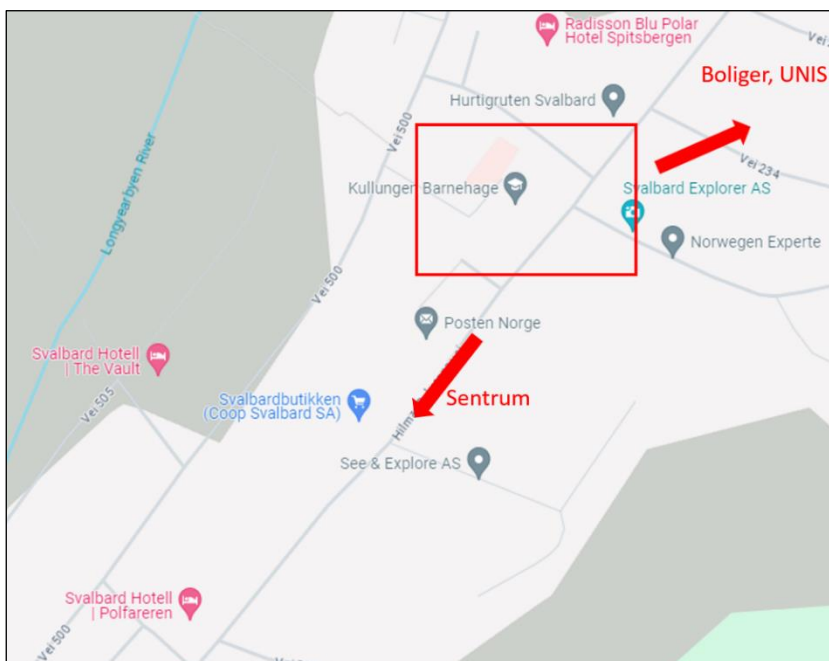 Radisson Blu Polar
Hotel Spitsbergen
Vei 5
Boliger, UNIS
Hurtigruten Svalbard
Vei 500
Vei 234
Kullungen Barnehage
Svalbard Explorer AS
Longyearbyen River
Norwegen Experte
Vei 500
Posten Norge
Svalbard Hotell
| The Vault
Svalbardbutikken
(Coop Svalbard SA)
Sentrum
Vei 505
See & Explore AS
Svalbard Hotell
| Polfareren
Vei 500